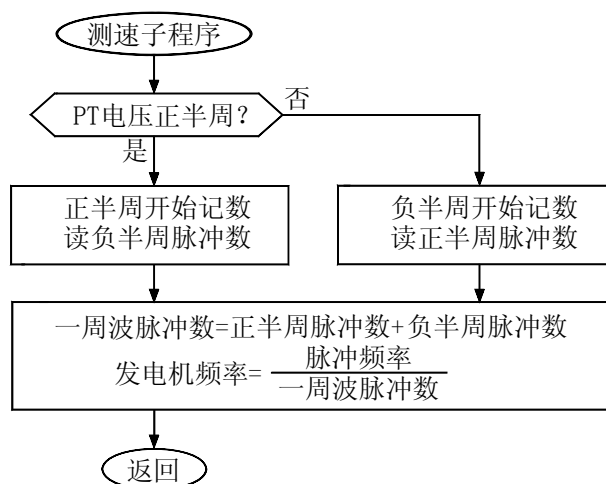 测速子程序
PT电压正半周？
否
是
正半周开始记数
读负半周脉冲数
负半周开始记数
读正半周脉冲数
一周波脉冲数=正半周脉冲数+负半周脉冲数
发电机频率=脉冲频率
一周波脉冲数
返回